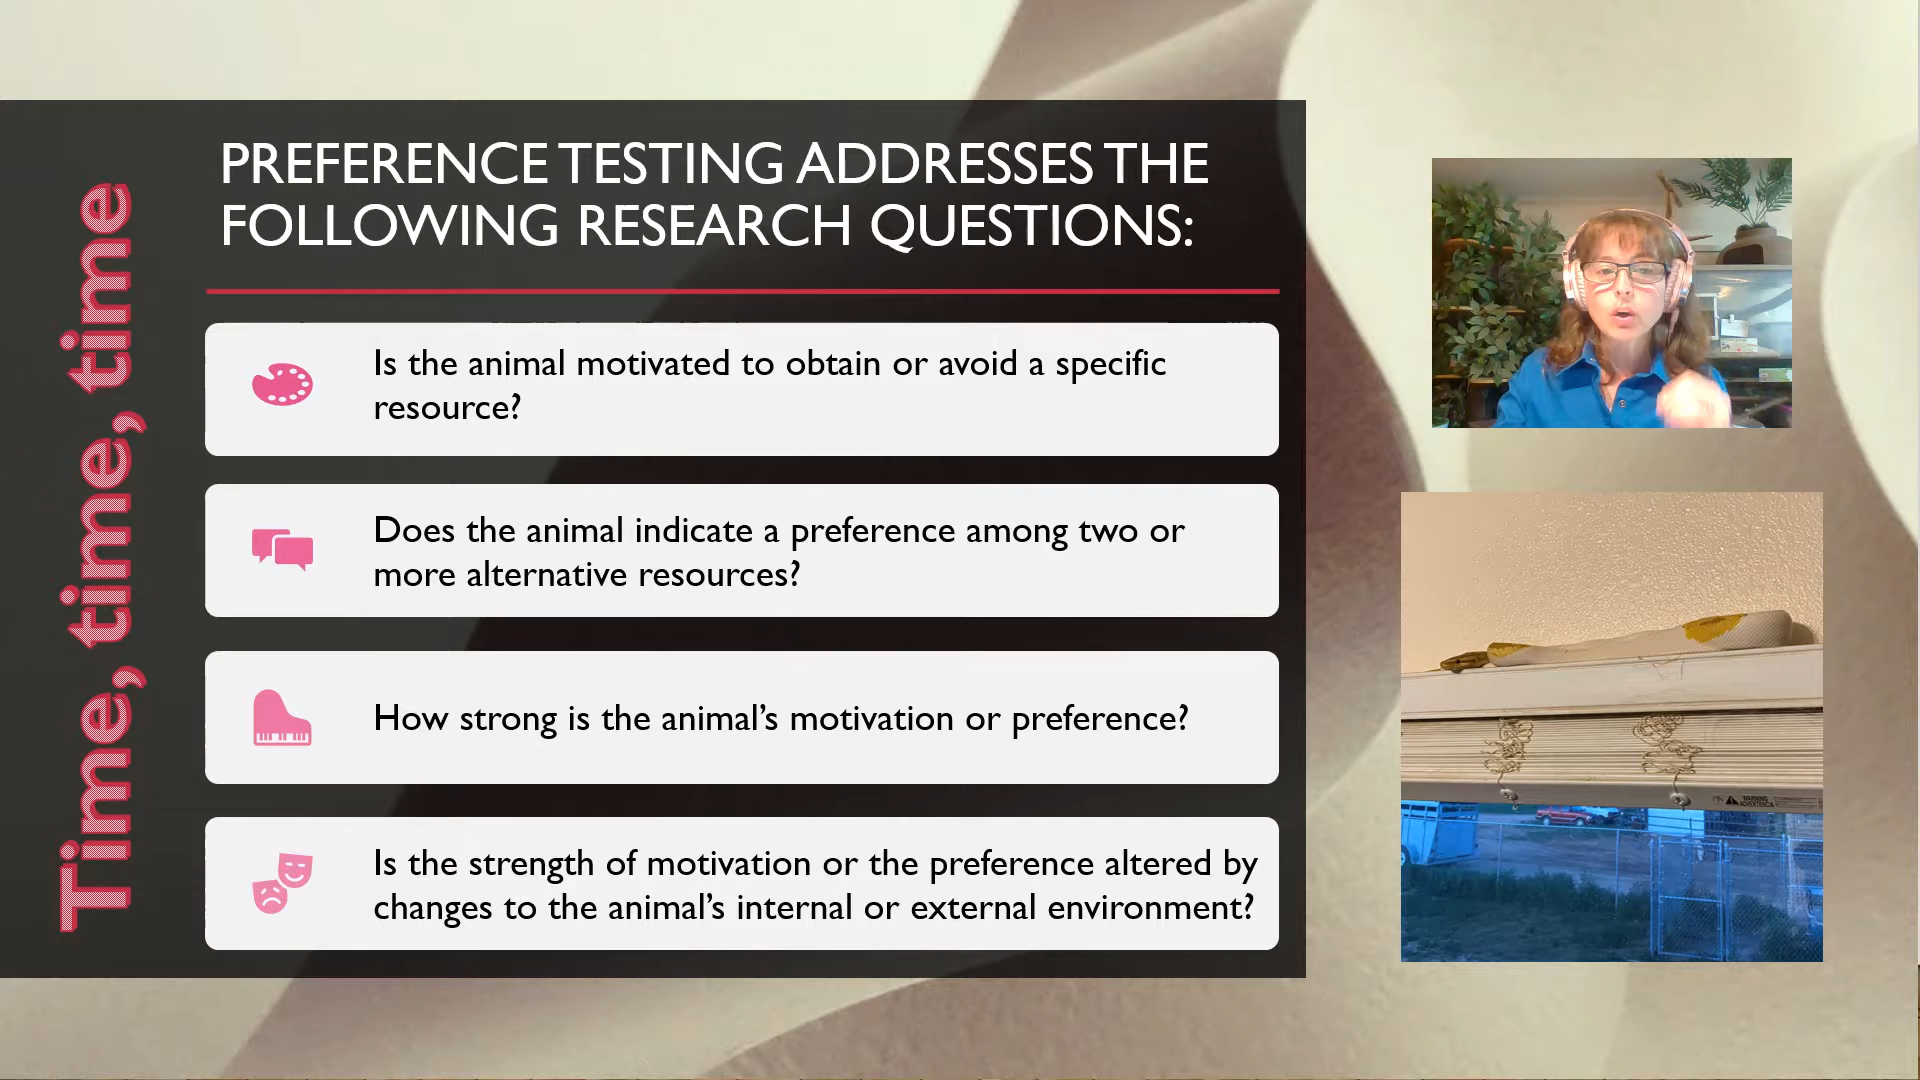 Time, time, time
PREFERENCE TESTING ADDRESSES THE
FOLLOWING RESEARCH QUESTIONS:
Is the animal motivated to obtain or avoid a specific
resource?
Does the animal indicate a preference among two or
more alternative resources?
How strong is the animal’s motivation or preference?
Is the strength of motivation or the preference altered by
changes to the animal’s internal or external environment?
WARNING
ADVERTENCIA